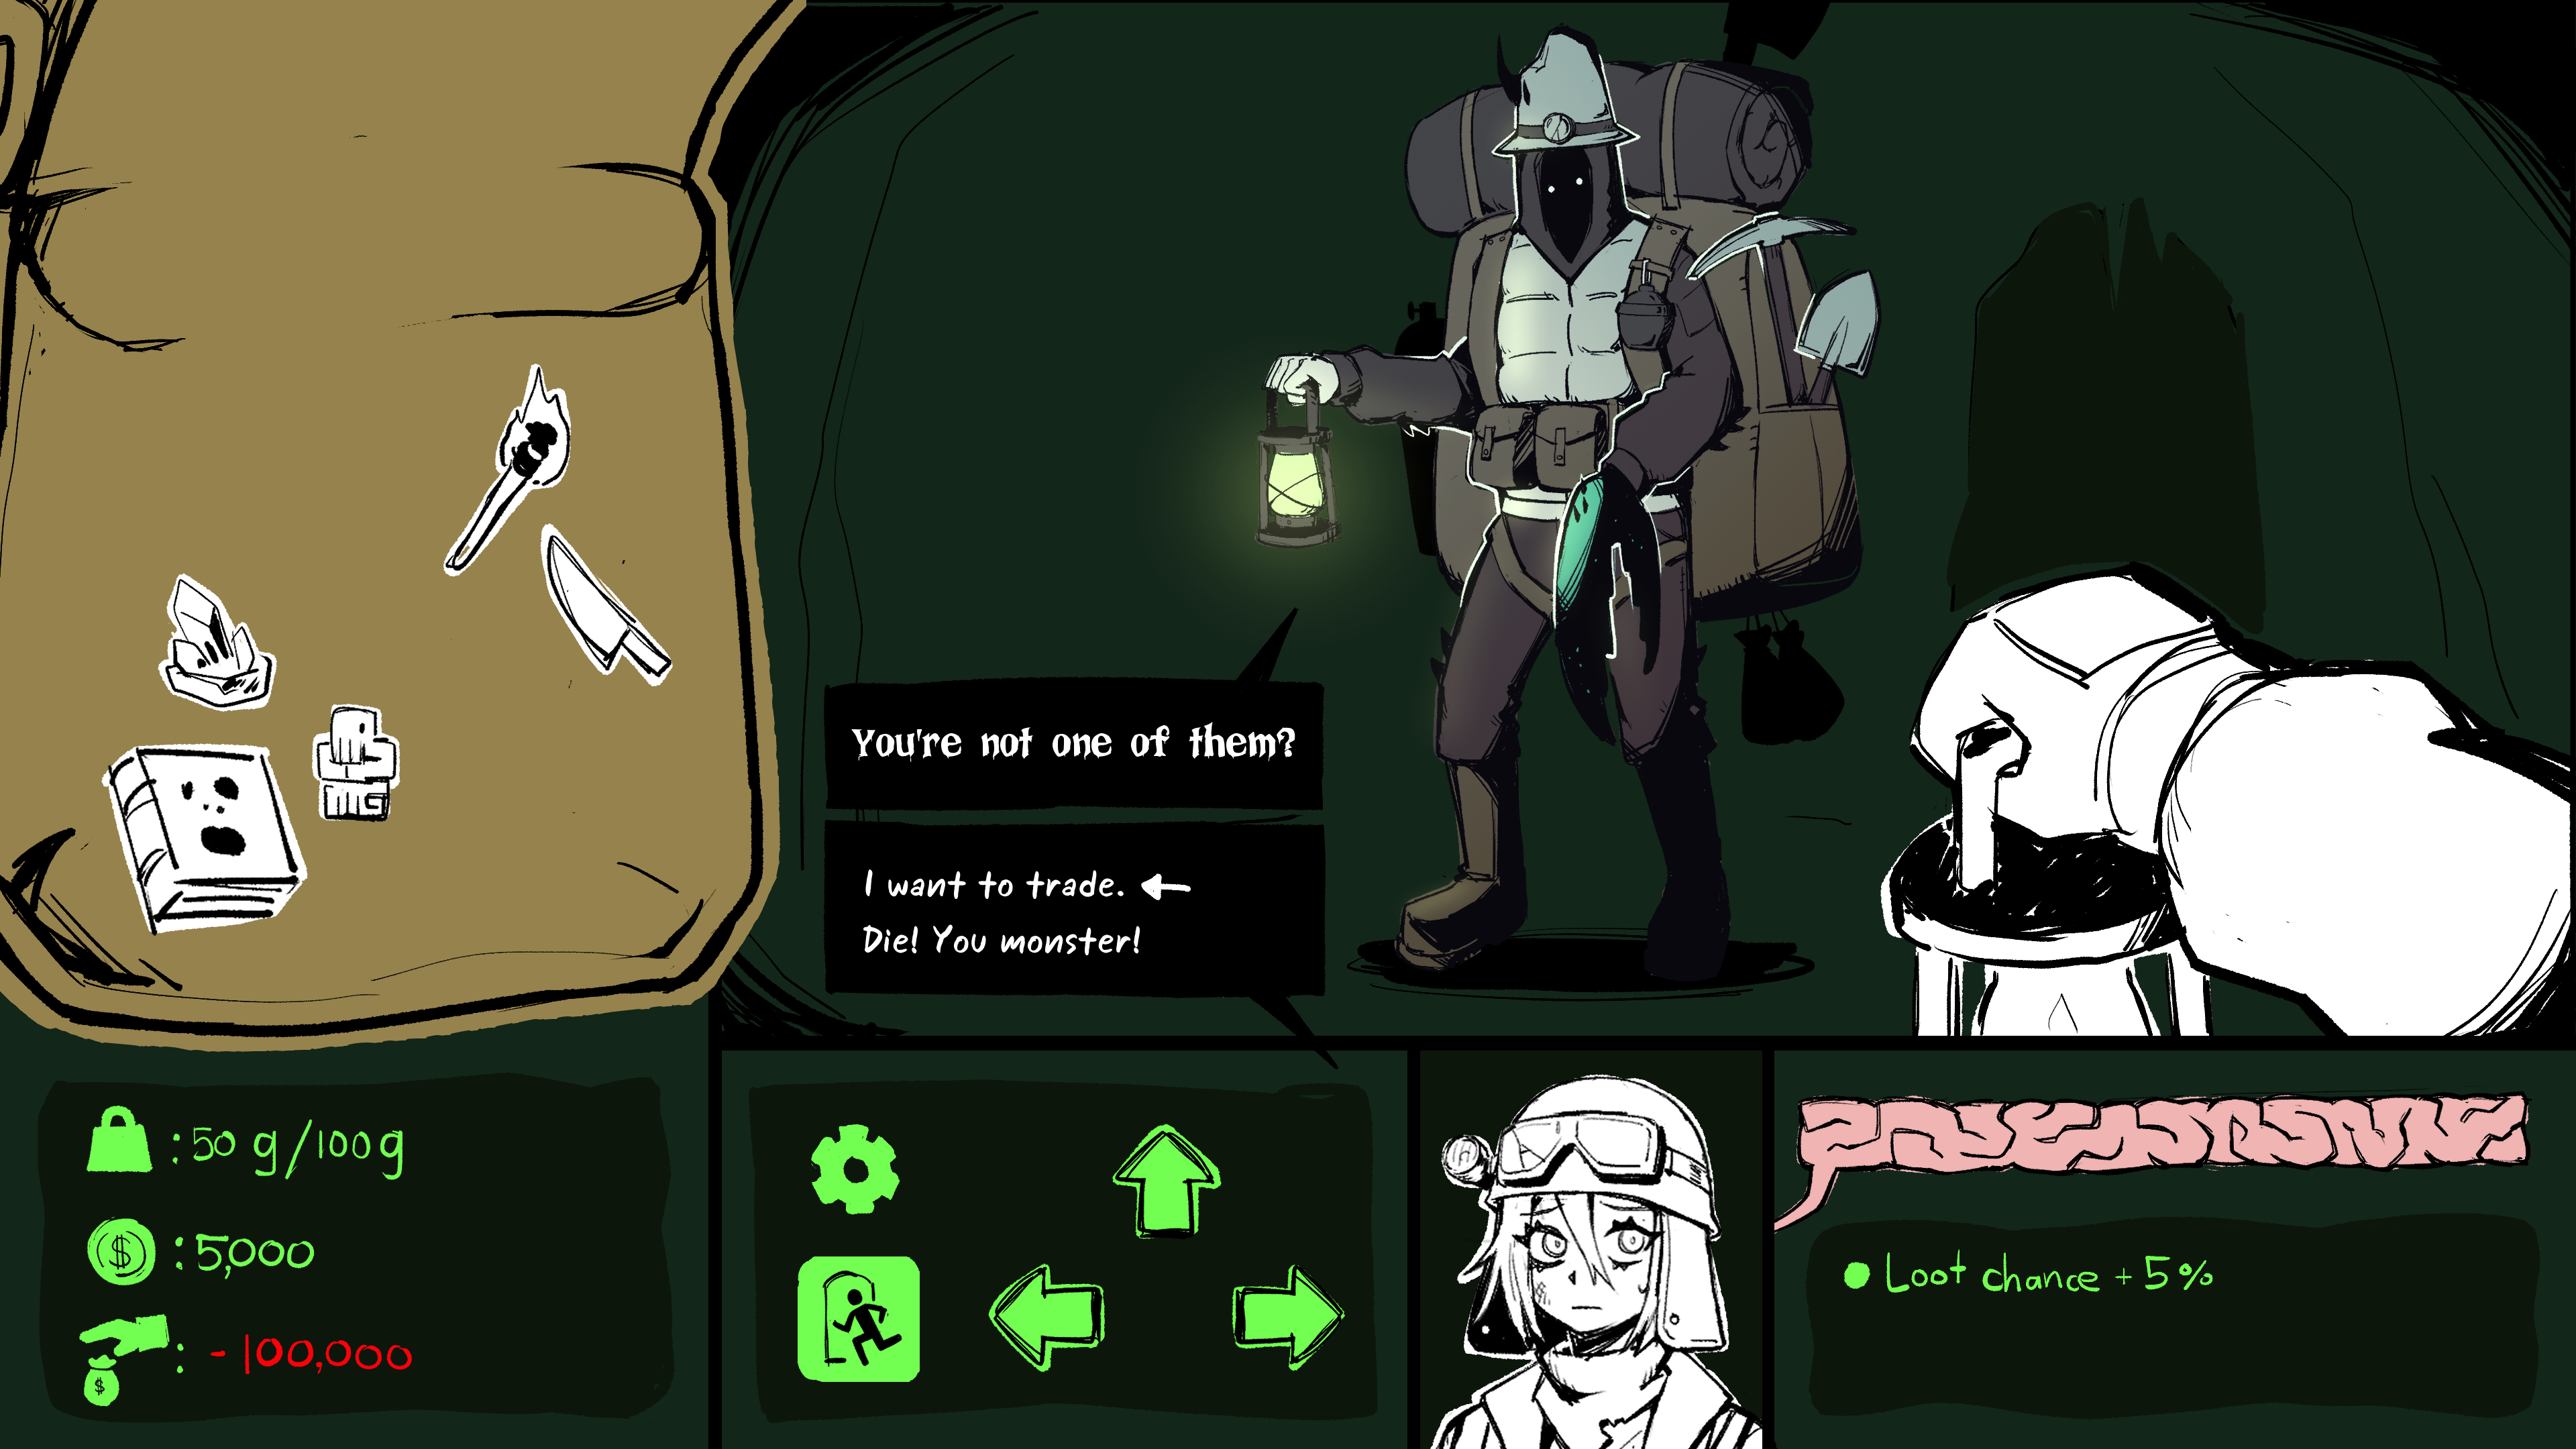 You're not one of them?
I want to trade.
Die! You monster!
: 50 g/100g
$ : 5,000
$ : -100,000
Loot chance + 5%